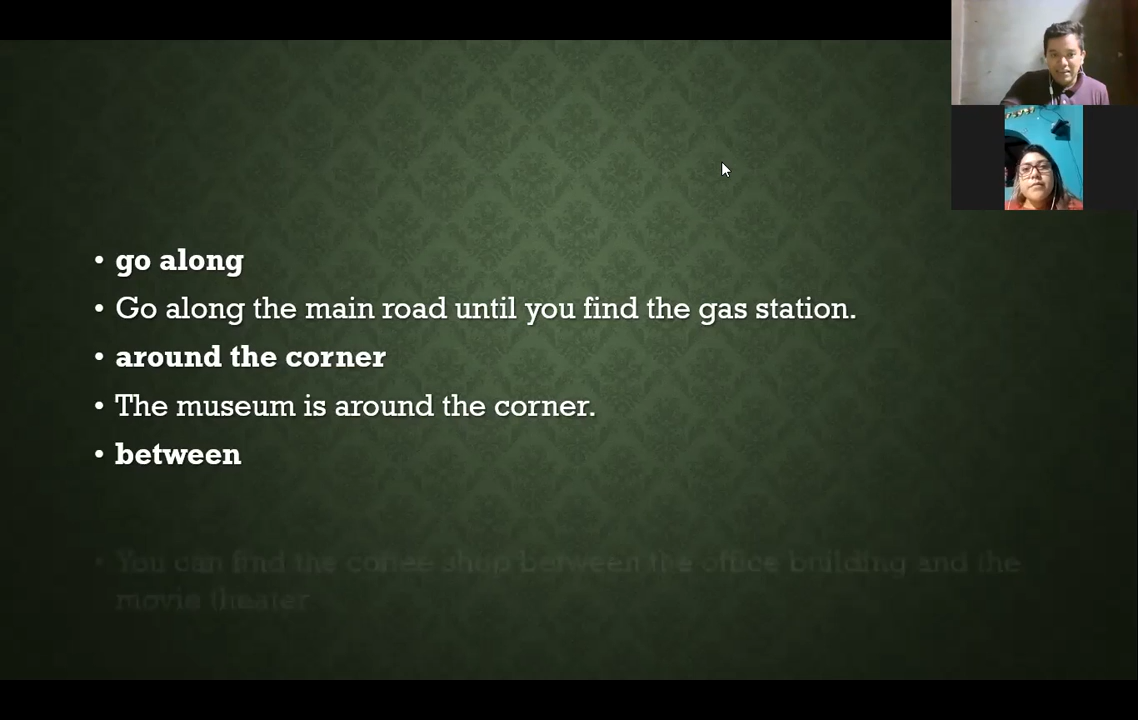 • go along
• Go along the main road until you find the gas station.
• around the corner
• The museum is around the corner.
• between
• You can find the coffee shop between the office building and the
movie theater.